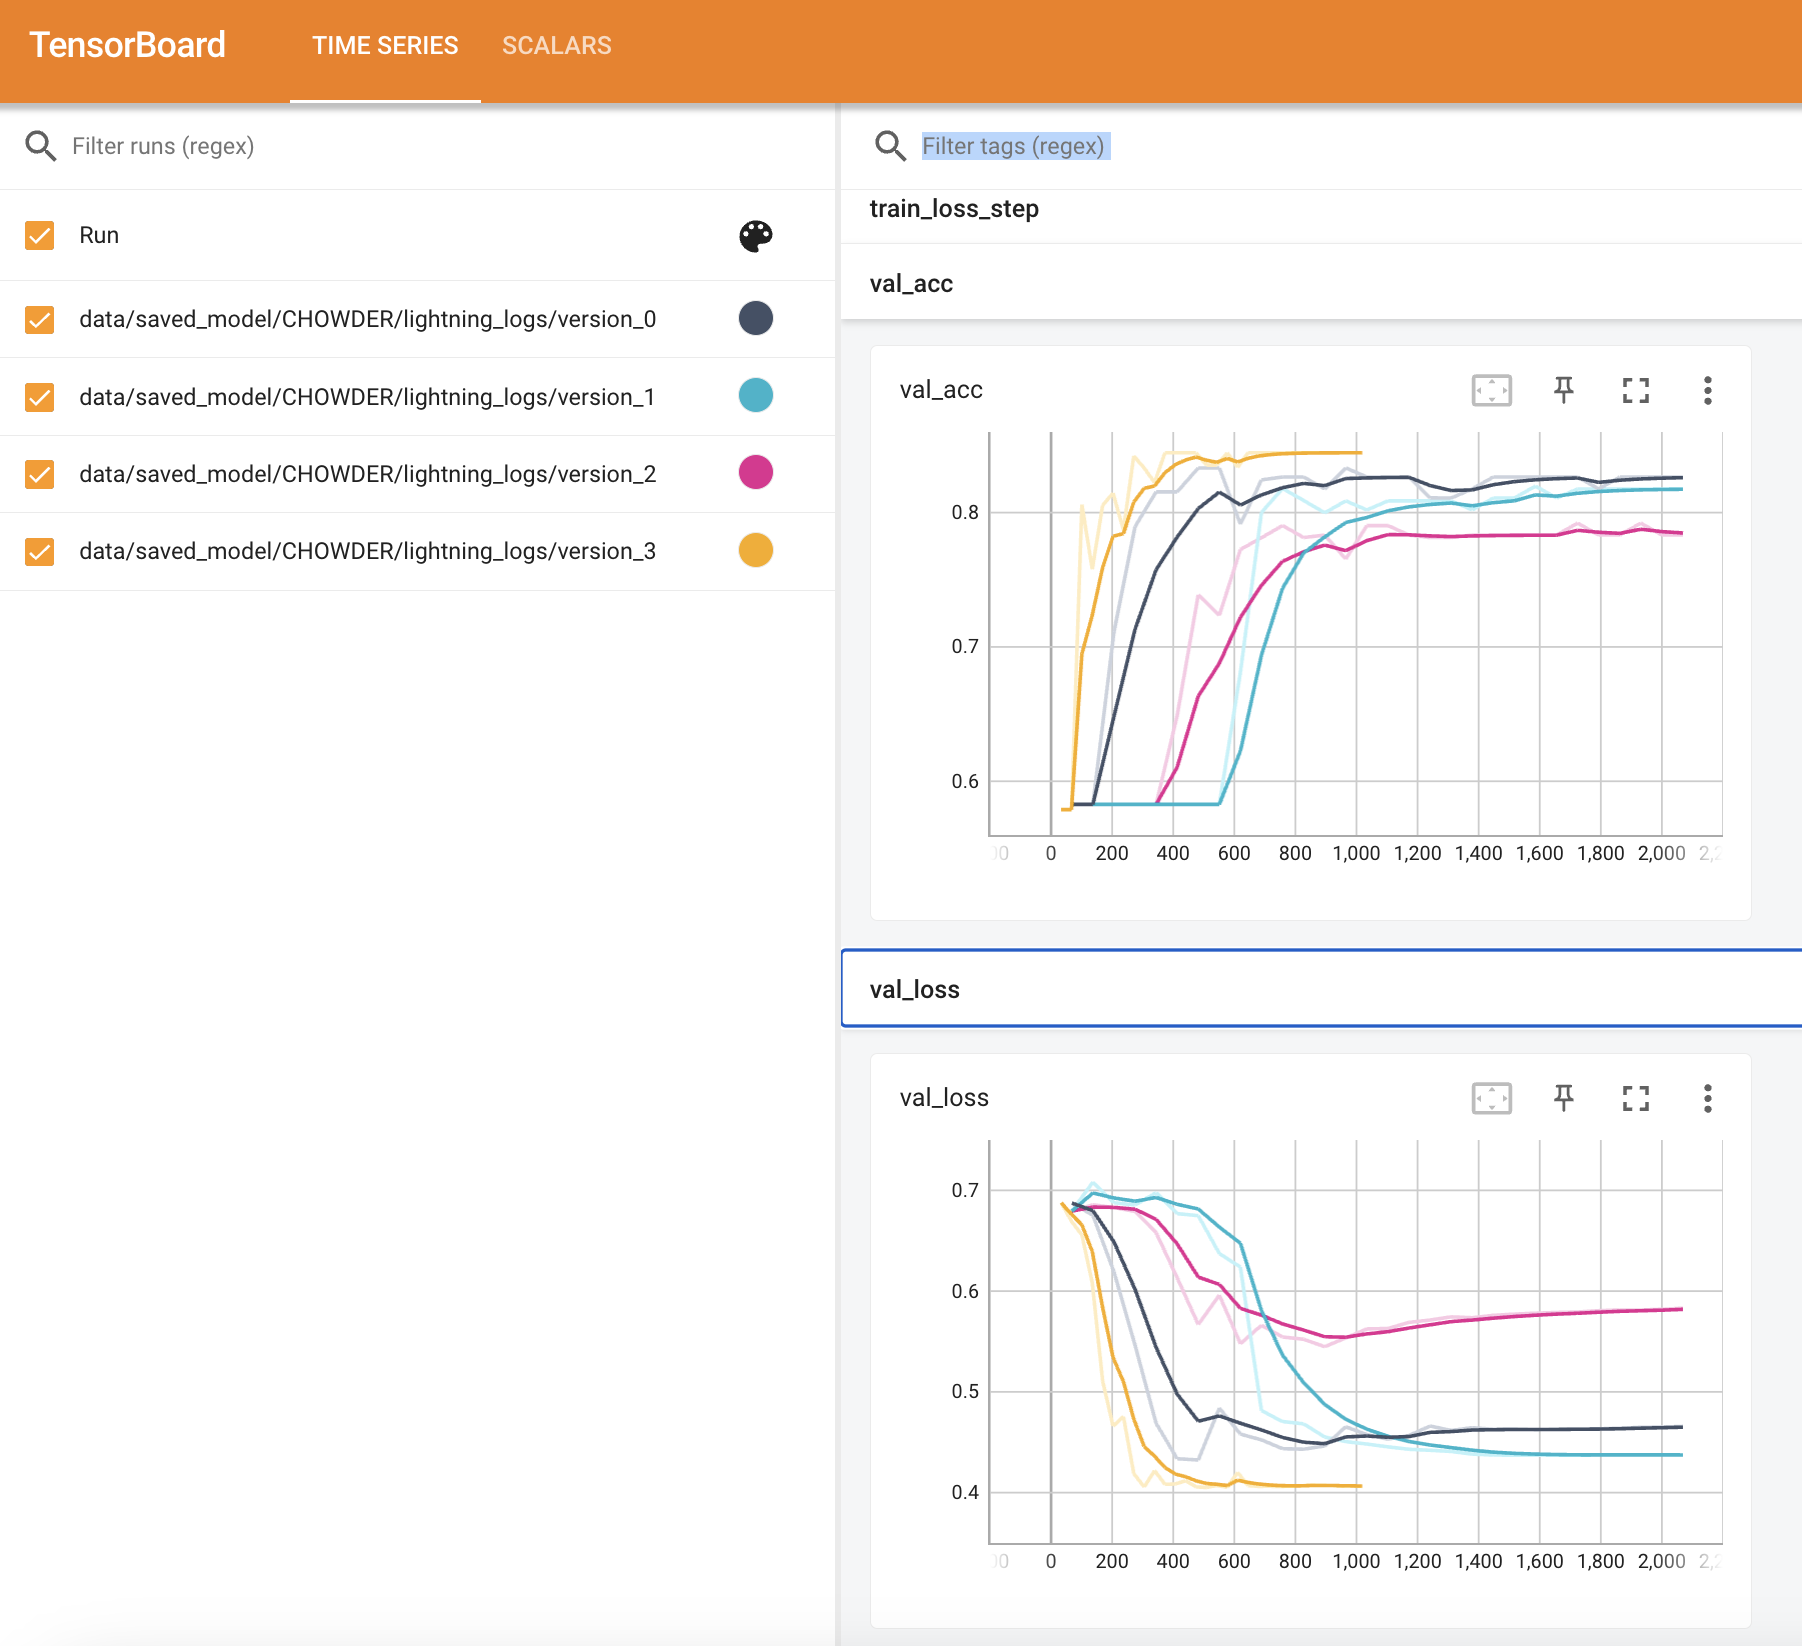 TensorBoard
TIME SERIES
SCALARS
Filter runs (regex)
Run
data/saved_model/CHOWDER/lightning_logs/version_0
data/saved_model/CHOWDER/lightning_logs/version_1
data/saved_model/CHOWDER/lightning_logs/version_2
data/saved_model/CHOWDER/lightning_logs/version_3
Filter tags (regex)
train_loss_step
val_acc
val_acc
0.8
0.7
0.6
0 200 400 600 800 1,000 1,200 1,400 1,600 1,800 2,000
val_loss
val_loss
0.7
0.6
0.5
0.4
0 200 400 600 800 1,000 1,200 1,400 1,600 1,800 2,000